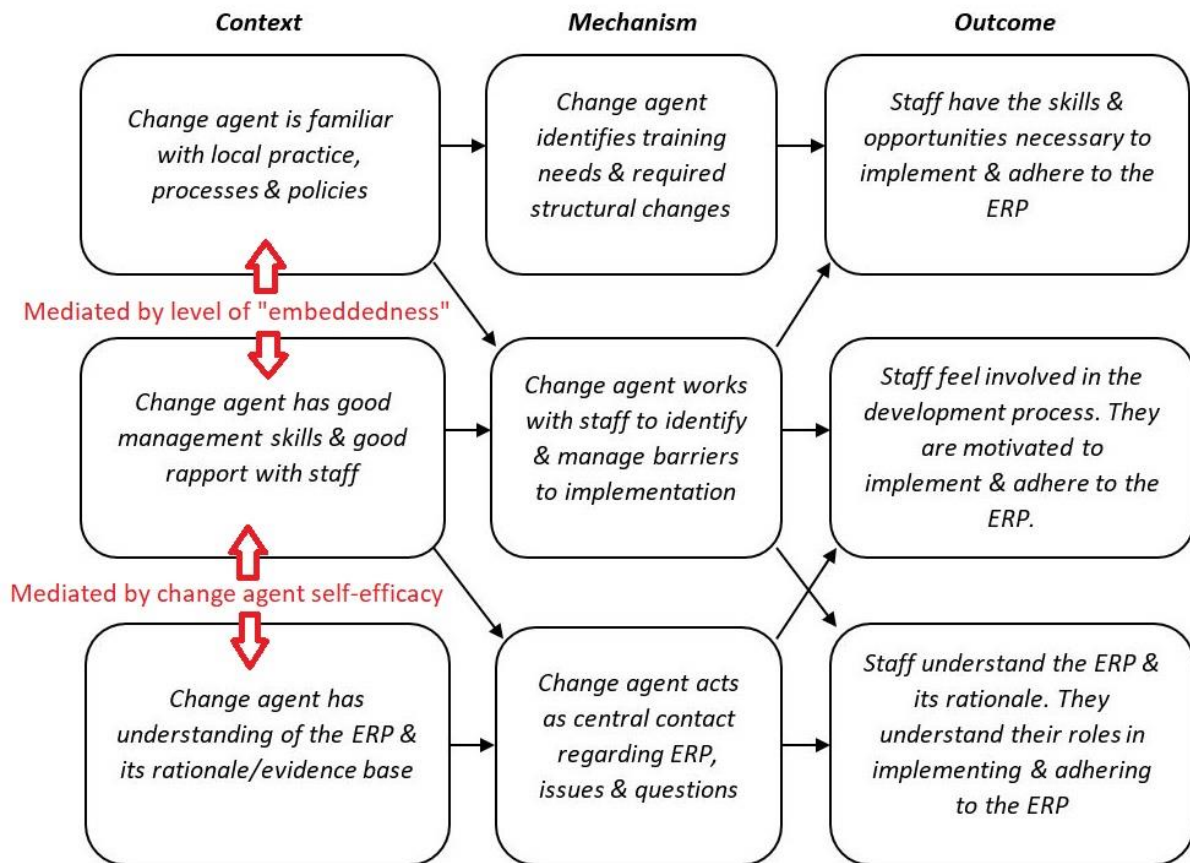 Context
Mechanism
Outcome
Change agent is familiar
with local practice,
processes & policies
Change agent
identifies training
needs & required
structural changes
Staff have the skills &
opportunities necessary to
implement & adhere to the
ERP
Mediated by level of "embeddedness"
Change agent has good
management skills & good
rapport with staff
Change agent works
with staff to identify
& manage barriers
to implementation
Staff feel involved in the
development process. They
are motivated to
implement & adhere to the
ERP.
Mediated by change agent self-efficacy
Change agent has
understanding of the ERP &
its rationale/evidence base
Change agent acts
as central contact
regarding ERP,
issues & questions
Staff understand the ERP &
its rationale. They
understand their roles in
implementing & adhering
to the ERP